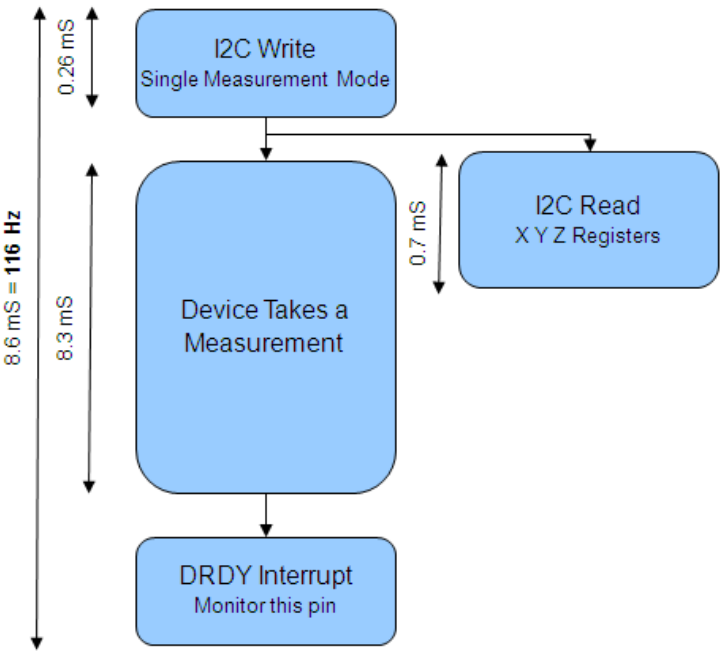 I2C Write
Single Measurement Mode
0.26 mS
8.6 mS = 116 Hz
8.3 mS
Device Takes a
Measurement
0.7 mS
I2C Read
X Y Z Registers
DRDY Interrupt
Monitor this pin